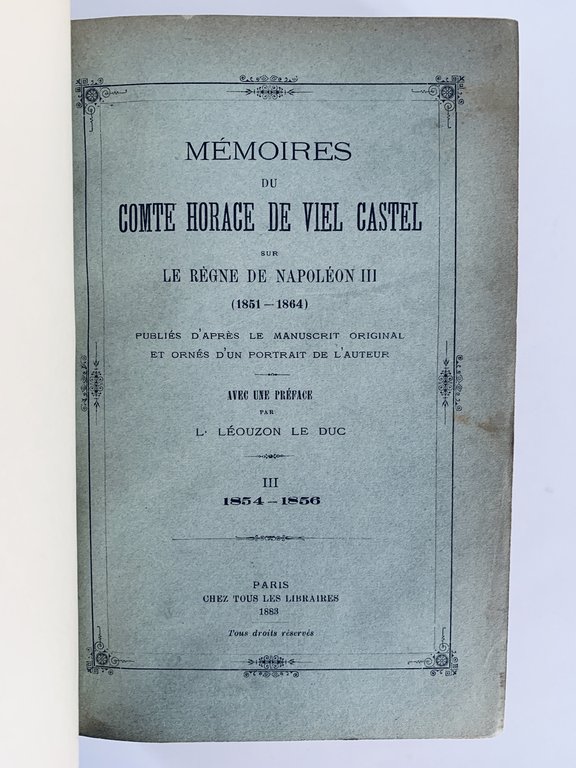 MÉMOIRES
DU
COMTE HORACE DE VIEL CASTEL
SUR
LE RÈGNE DE NAPOLÉON III
(1851–1864)
PUBLIÉS D'APRÈS LE MANUSCRIT ORIGINAL
ET ORNÉS D'UN PORTRAIT DE L'AUTEUR
AVEC UNE PRÉFACE
PAR
L. LÉOUZON LE DUC
III
1854–1856
PARIS
CHEZ TOUS LES LIBRAIRES
1883
Tous droits réservés